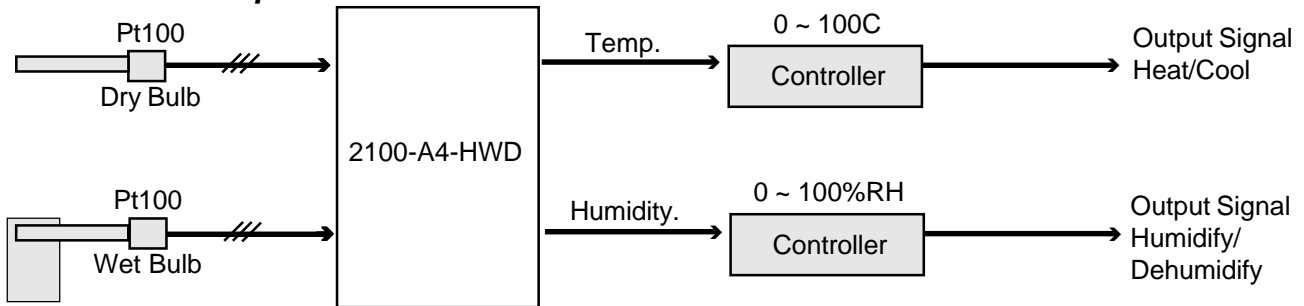 Pt100
Dry Bulb
Pt100
Wet Bulb
2100-A4-HWD
Temp.
0 ~ 100C
Controller
Output Signal
Heat/Cool
Humidity.
0 ~ 100%RH
Controller
Output Signal
Humidify/
Dehumidify